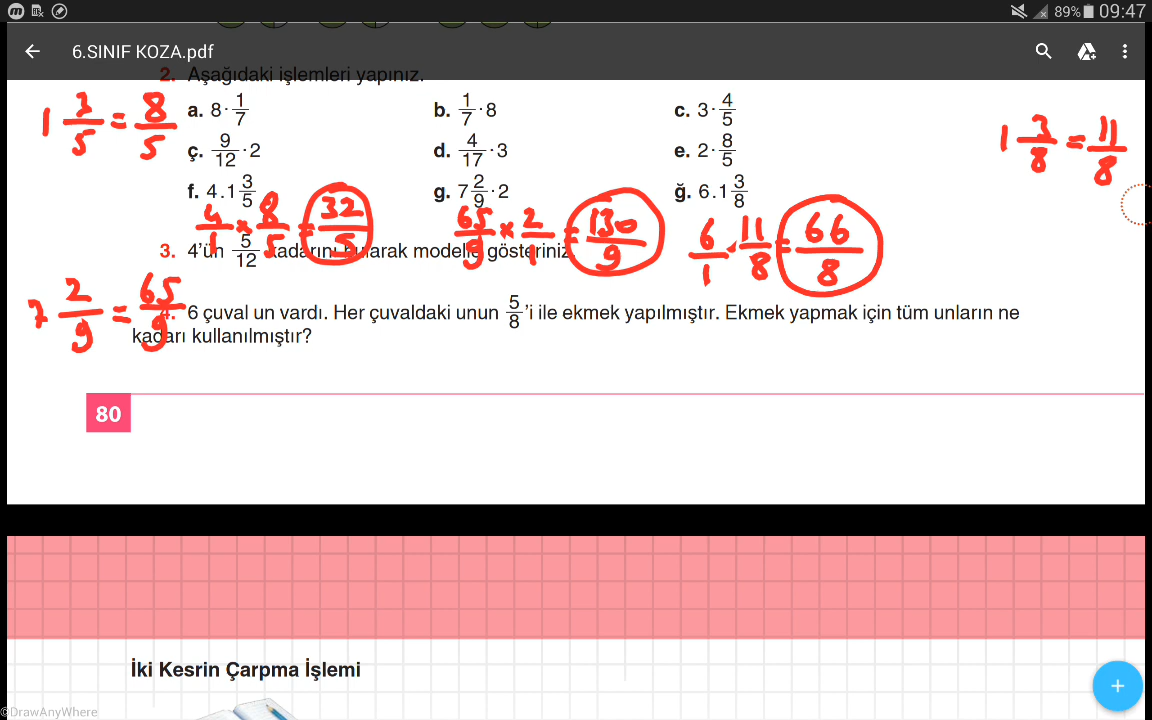 89% 09:47
6.SINIF KOZA.pdf
2. Aşağıdaki işlemleri yapınız.
1 3/5 = 8/5
a. 8·1/7 b. 1/7·8 c. 3·4/5
1 3/8 = 11/8
ç. 9/12·2 d. 4/17·3 e. 2·8/5
f. 4.1 3/5 g. 7 2/9·2 ğ. 6.1 3/8
4/1 × 8/5 = 32/5 65/9 × 2/1 = 130/9 6/1 · 11/8 = 66/8
3. 4'ün 5/12 kadarını bularak modelle gösteriniz
7 2/9 = 65/9
4. 6 çuval un vardı. Her çuvaldaki unun 5/8'i ile ekmek yapılmıştır. Ekmek yapmak için tüm unların ne
kadarı kullanılmıştır?
80
İki Kesrin Çarpma İşlemi
+
©DrawAnyWhere